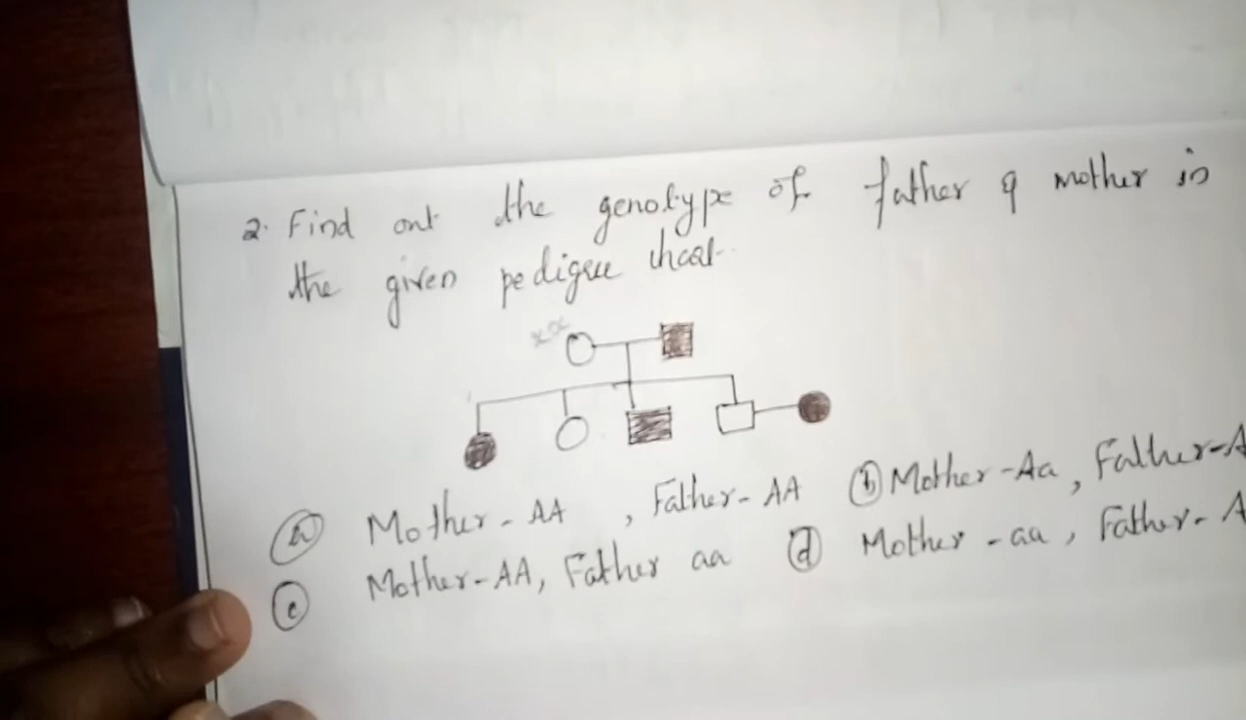 2. Find out the genotype of father & mother in
the given pedigree chart.
xx
(a) Mother - AA , Father - AA (b) Mother - Aa , Father - A
(c) Mother - AA, Father aa (d) Mother - aa , Father - A